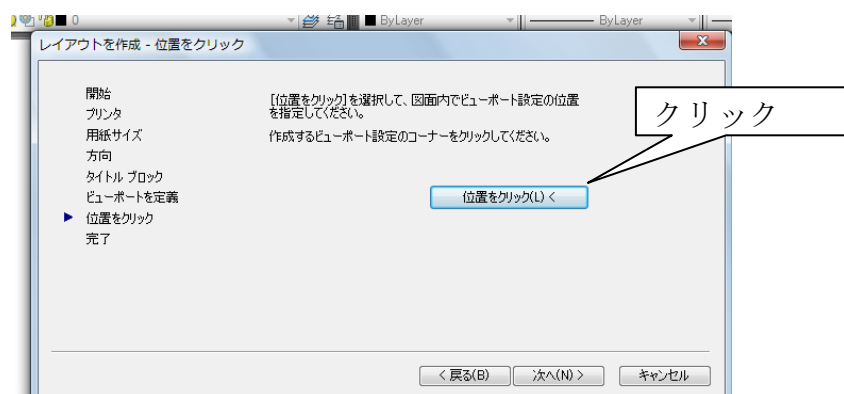 0 ByLayer ByLayer
レイアウトを作成 - 位置をクリック
開始
プリンタ
用紙サイズ
方向
タイトル ブロック
ビューポートを定義
位置をクリック
完了
[位置をクリック]を選択して、図面内でビューポート設定の位置
を指定してください。
作成するビューポート設定のコーナーをクリックしてください。
位置をクリック(L) <
クリック
< 戻る(B) 次へ(N) > キャンセル